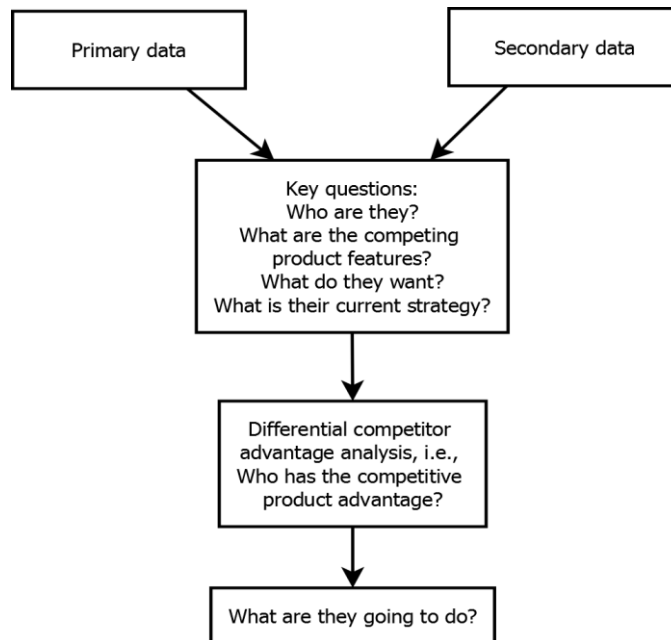 Primary data
Secondary data
Key questions:
Who are they?
What are the competing
product features?
What do they want?
What is their current strategy?
Differential competitor
advantage analysis, i.e.,
Who has the competitive
product advantage?
What are they going to do?